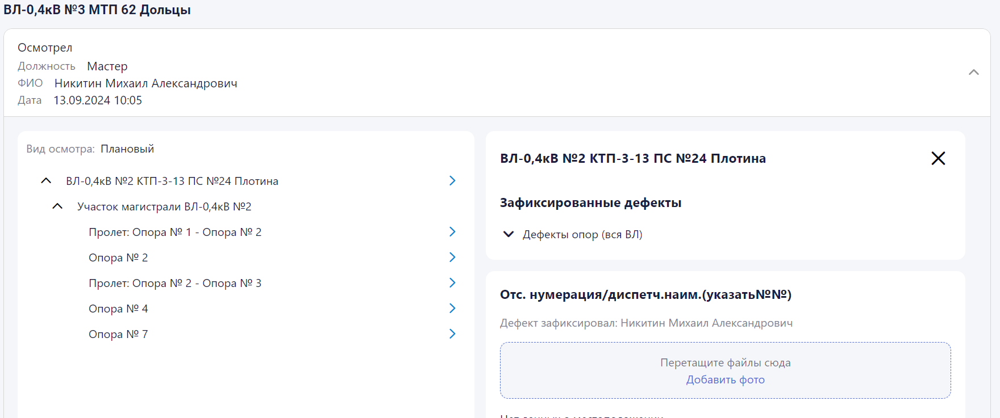 ВЛ-0,4кВ №3 МТП 62 Дольцы
Осмотрел
Должность Мастер
ФИО Никитин Михаил Александрович
Дата 13.09.2024 10:05
Вид осмотра: Плановый
ВЛ-0,4кВ №2 КТП-3-13 ПС №24 Плотина
Участок магистрали ВЛ-0,4кВ №2
Пролет: Опора № 1 - Опора № 2
Опора № 2
Пролет: Опора № 2 - Опора № 3
Опора № 4
Опора № 7
ВЛ-0,4кВ №2 КТП-3-13 ПС №24 Плотина
Зафиксированные дефекты
Дефекты опор (вся ВЛ)
Отс. нумерация/диспетч.наим.(указать№№)
Дефект зафиксировал: Никитин Михаил Александрович
Перетащите файлы сюда
Добавить фото
Нет данных о местоположении